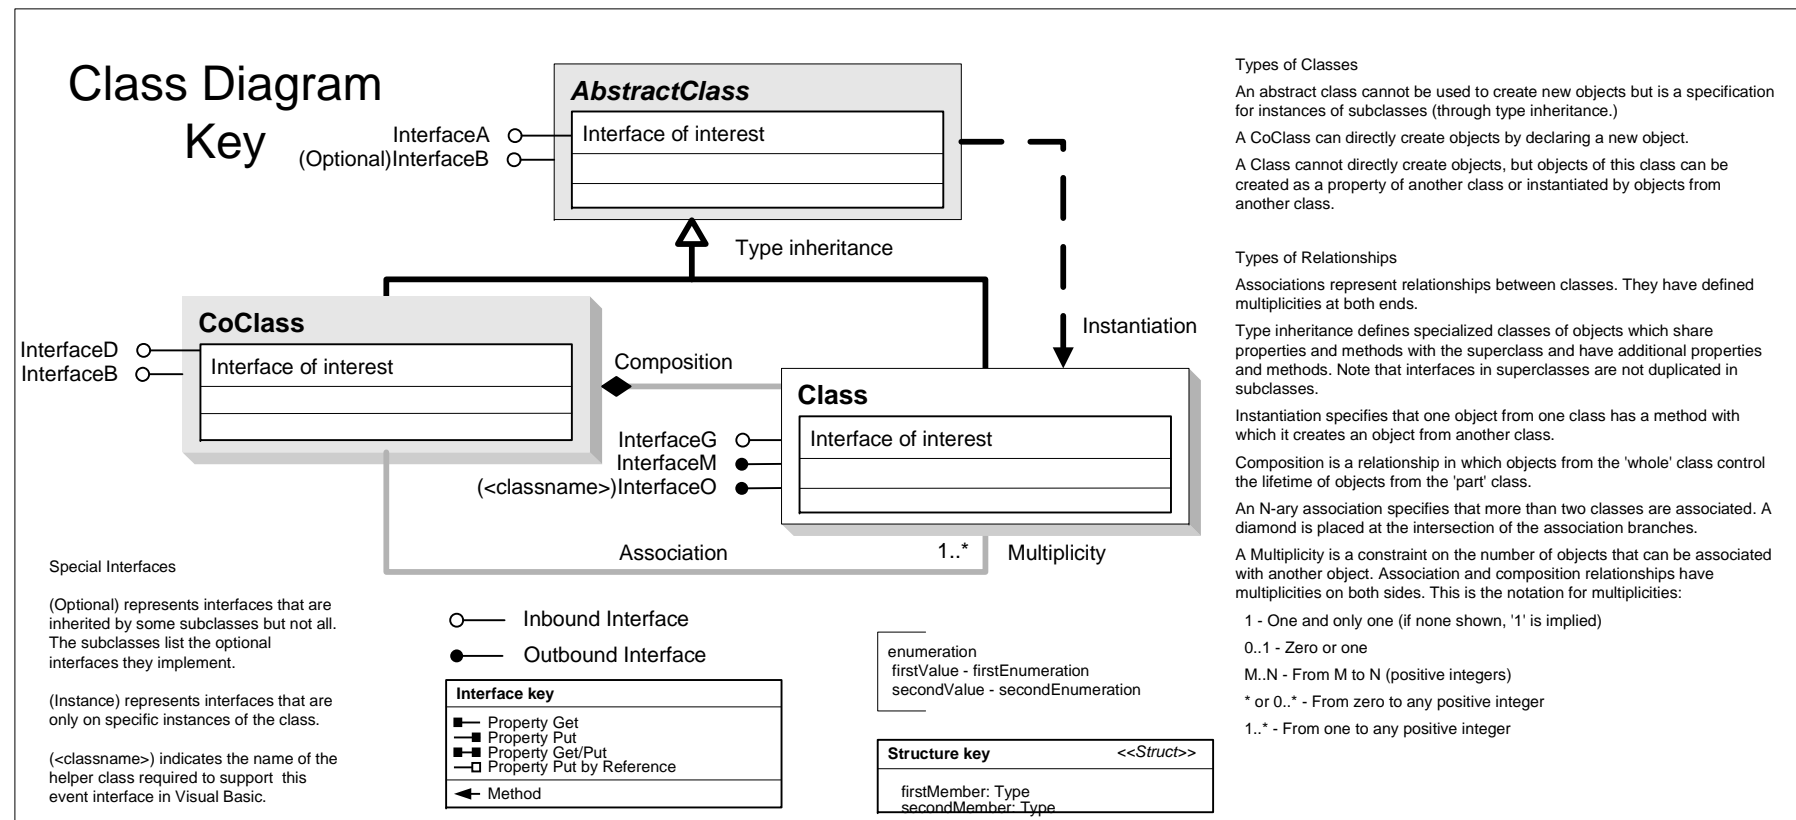 Class Diagram
Key
AbstractClass
Interface of interest
InterfaceA
(Optional)InterfaceB
Type inheritance
Instantiation
CoClass
Interface of interest
InterfaceD
InterfaceB
Composition
Class
Interface of interest
InterfaceG
InterfaceM
(<classname>)InterfaceO
Association
1..*
Multiplicity
Special Interfaces
(Optional) represents interfaces that are
inherited by some subclasses but not all.
The subclasses list the optional
interfaces they implement.
(Instance) represents interfaces that are
only on specific instances of the class.
(<classname>) indicates the name of the
helper class required to support this
event interface in Visual Basic.
Inbound Interface
Outbound Interface
Interface key
Property Get
Property Put
Property Get/Put
Property Put by Reference
Method
enumeration
firstValue - firstEnumeration
secondValue - secondEnumeration
Structure key <<Struct>>
firstMember: Type
secondMember: Type
Types of Classes
An abstract class cannot be used to create new objects but is a specification
for instances of subclasses (through type inheritance.)
A CoClass can directly create objects by declaring a new object.
A Class cannot directly create objects, but objects of this class can be
created as a property of another class or instantiated by objects from
another class.
Types of Relationships
Associations represent relationships between classes. They have defined
multiplicities at both ends.
Type inheritance defines specialized classes of objects which share
properties and methods with the superclass and have additional properties
and methods. Note that interfaces in superclasses are not duplicated in
subclasses.
Instantiation specifies that one object from one class has a method with
which it creates an object from another class.
Composition is a relationship in which objects from the 'whole' class control
the lifetime of objects from the 'part' class.
An N-ary association specifies that more than two classes are associated. A
diamond is placed at the intersection of the association branches.
A Multiplicity is a constraint on the number of objects that can be associated
with another object. Association and composition relationships have
multiplicities on both sides. This is the notation for multiplicities:
1 - One and only one (if none shown, '1' is implied)
0..1 - Zero or one
M..N - From M to N (positive integers)
* or 0..* - From zero to any positive integer
1..* - From one to any positive integer